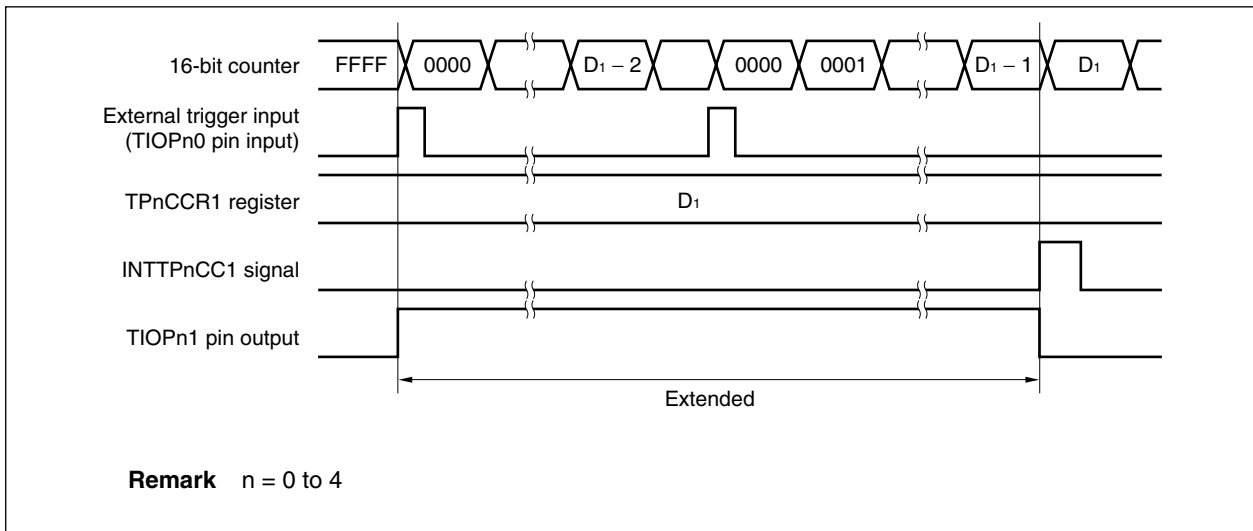 16-bit counter FFFF 0000 D₁ − 2 0000 0001 D₁ − 1 D₁
External trigger input
(TIOPn0 pin input)
TPnCCR1 register D₁
INTTPnCC1 signal
TIOPn1 pin output
Extended
Remark n = 0 to 4